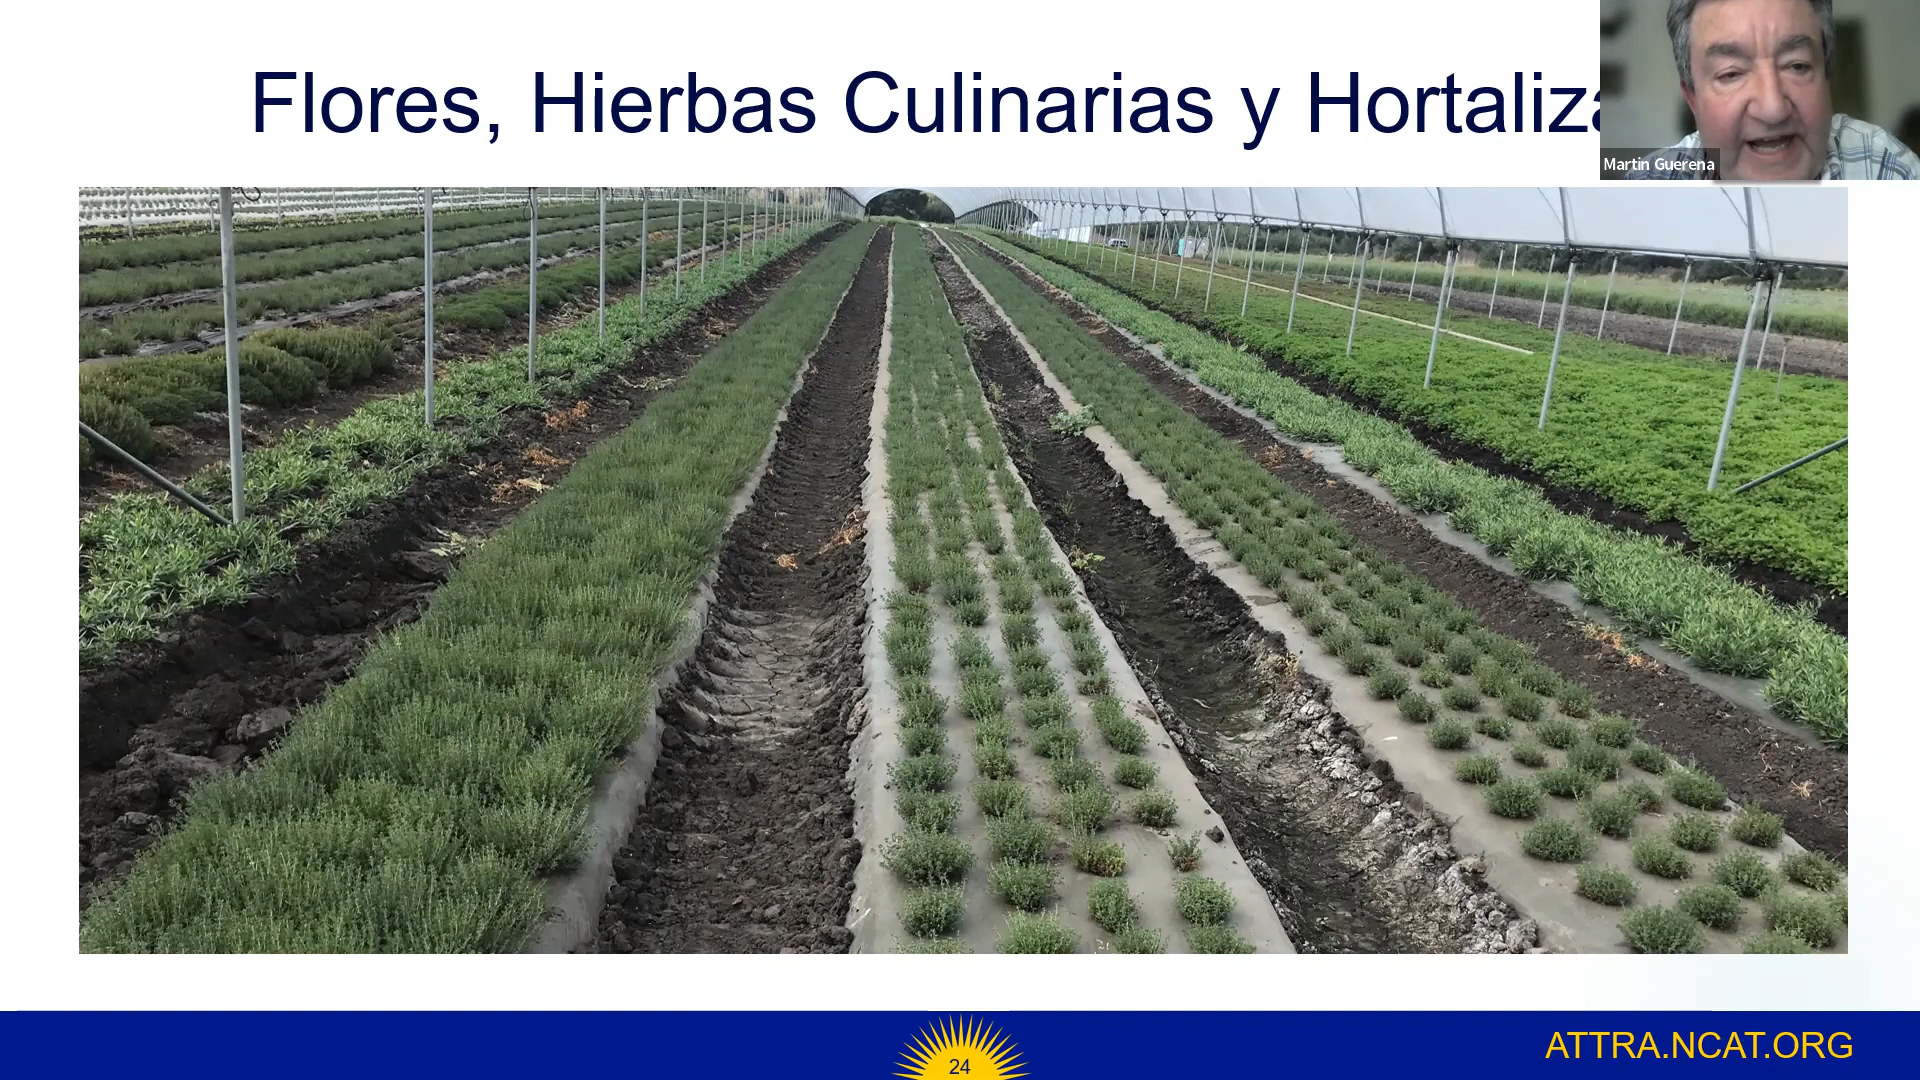 Flores, Hierbas Culinarias y Hortaliza
Martin Guerena
24
ATTRA.NCAT.ORG